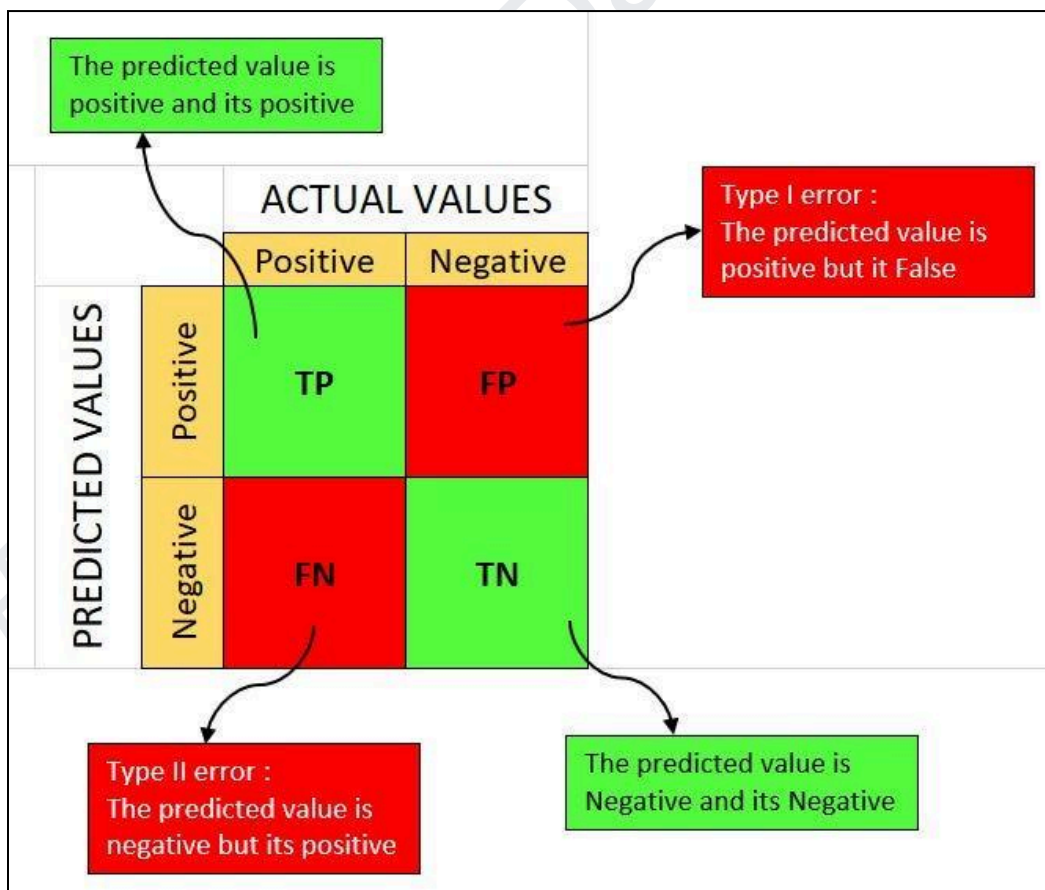 The predicted value is
positive and its positive
ACTUAL VALUES
Type I error :
The predicted value is
positive but it False
Positive
Negative
PREDICTED VALUES
Positive
TP
FP
Negative
FN
TN
Type II error :
The predicted value is
negative but its positive
The predicted value is
Negative and its Negative